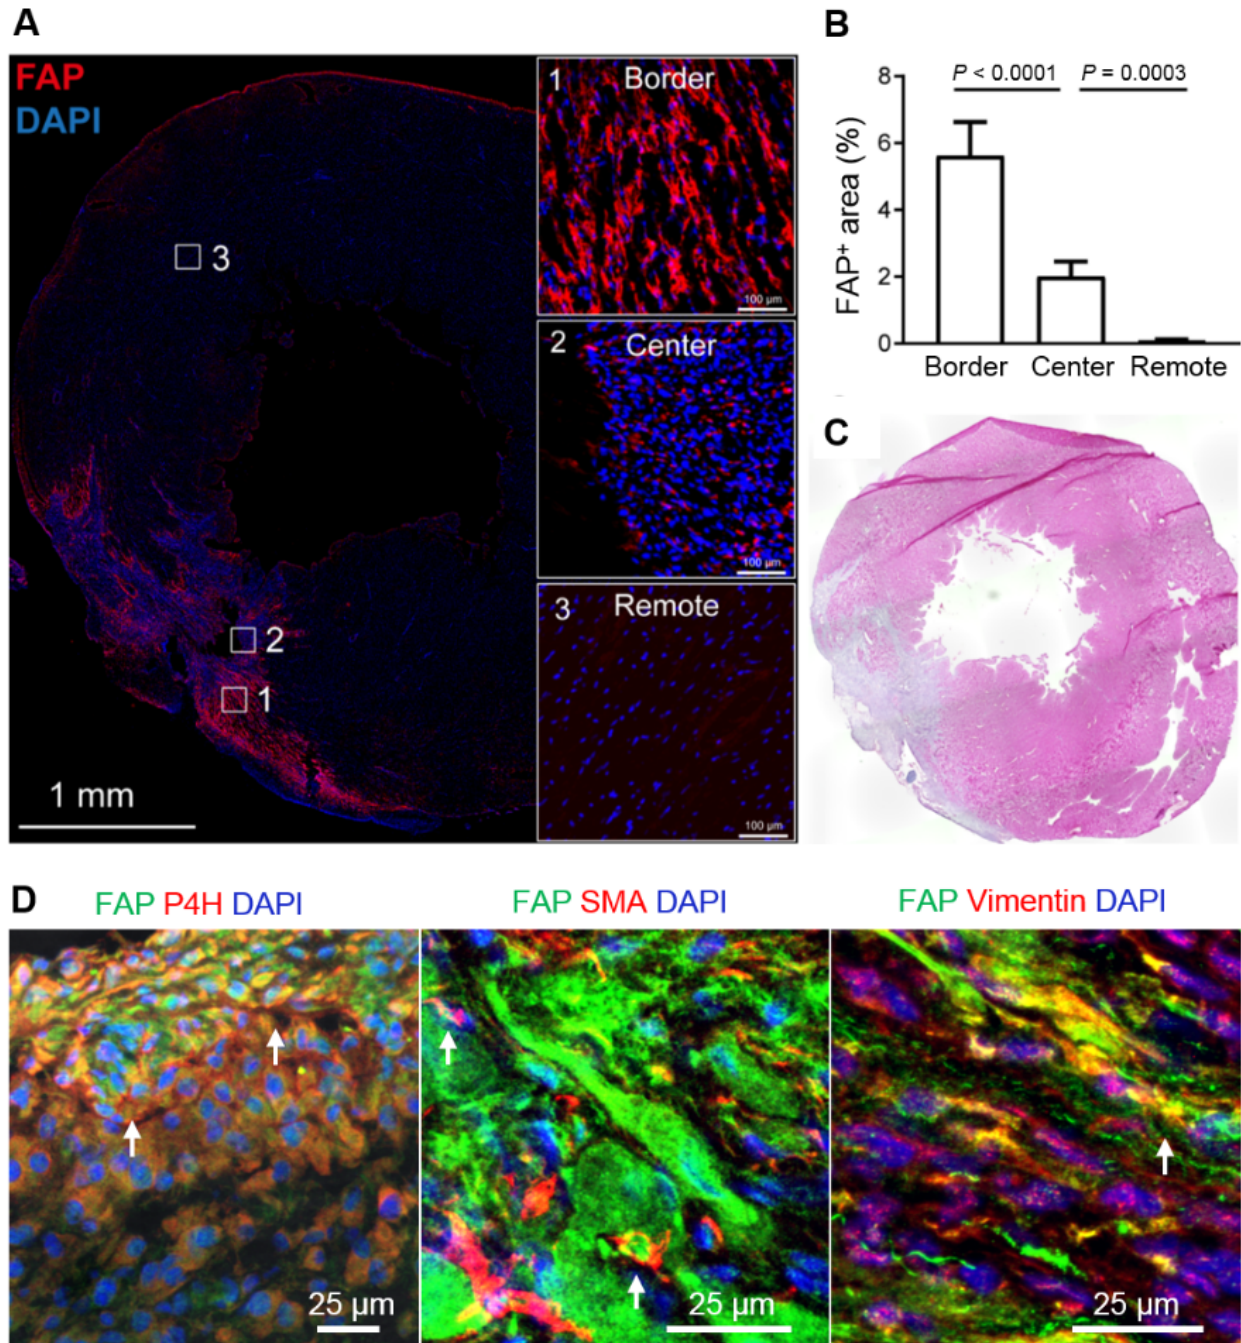 A
FAP
DAPI
3
2
1
1 mm
1
Border
100 µm
2
Center
100 µm
3
Remote
100 µm
B
P < 0.0001
P = 0.0003
FAP⁺ area (%)
8
6
4
2
0
Border
Center
Remote
C
D
FAP P4H DAPI
FAP SMA DAPI
FAP Vimentin DAPI
25 µm
25 µm
25 µm